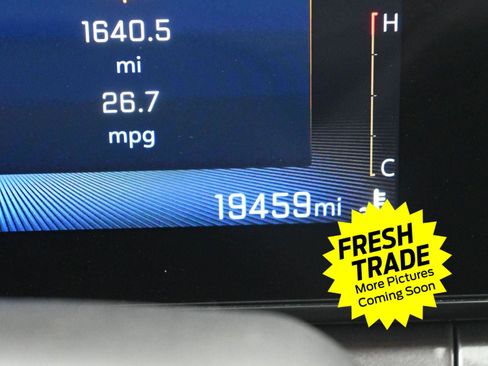 1640.5
mi
26.7
mpg
H
C
19459mi
FRESH
TRADE
More Pictures
Coming Soon